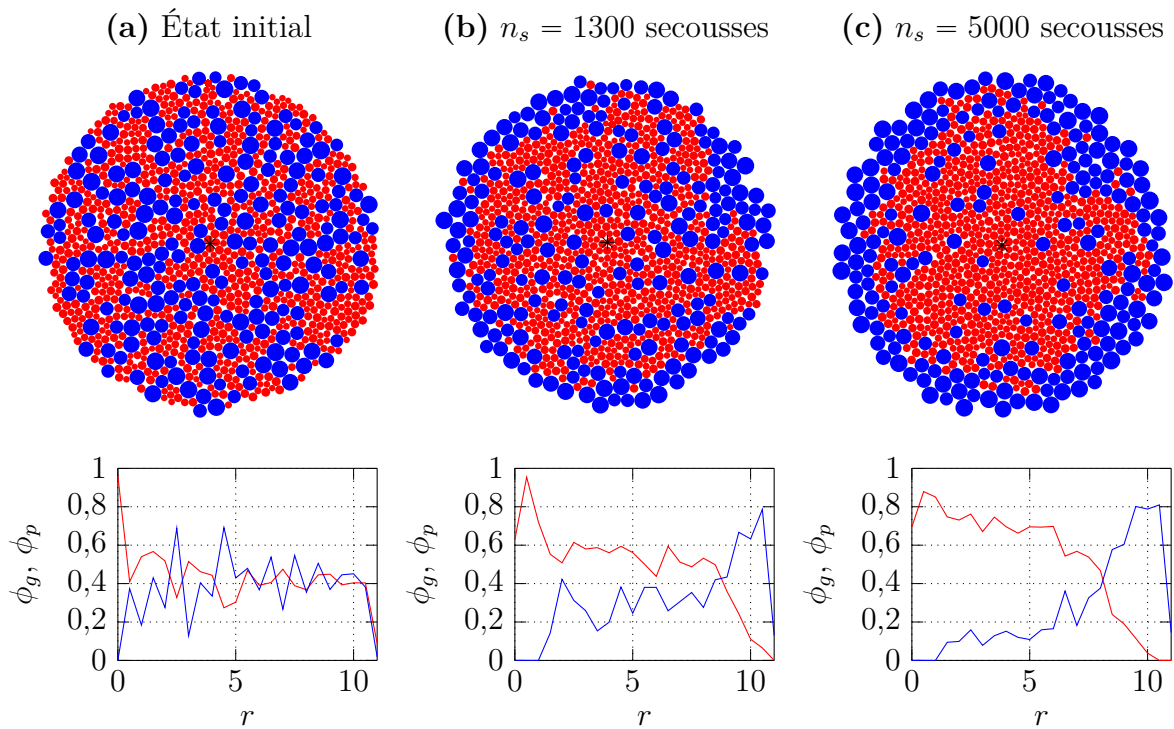 (a) État initial
(b) n_s = 1300 secousses
(c) n_s = 5000 secousses
1
0,8
0,6
0,4
0,2
0
ϕ_g, ϕ_p
0 5 10
r
1
0,8
0,6
0,4
0,2
0
ϕ_g, ϕ_p
0 5 10
r
1
0,8
0,6
0,4
0,2
0
ϕ_g, ϕ_p
0 5 10
r